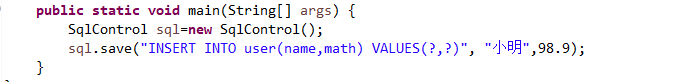 public static void main(String[] args) {
SqlControl sql=new SqlControl();
sql.save("INSERT INTO user(name,math) VALUES(?,?)", "小明",98.9);
}